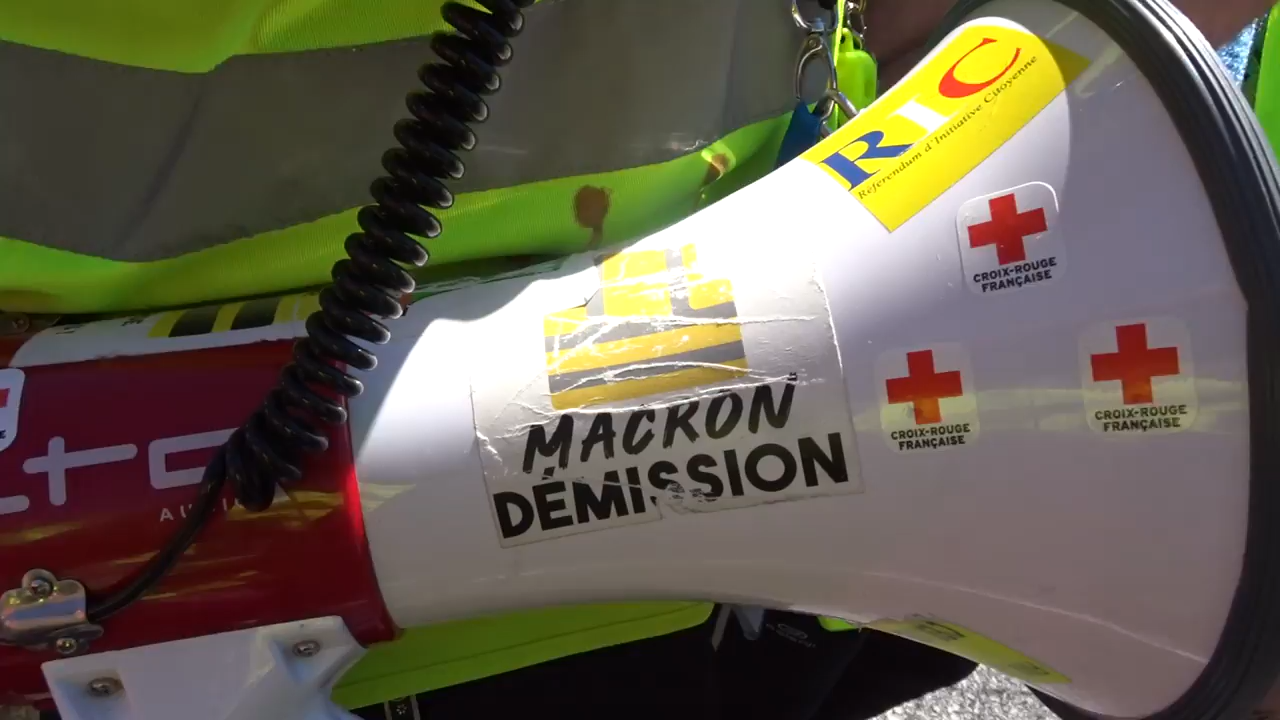 RIC
Référendum d'Initiative Citoyenne
CROIX-ROUGE
FRANÇAISE
CROIX-ROUGE
FRANÇAISE
CROIX-ROUGE
FRANÇAISE
MACRON
DÉMISSION